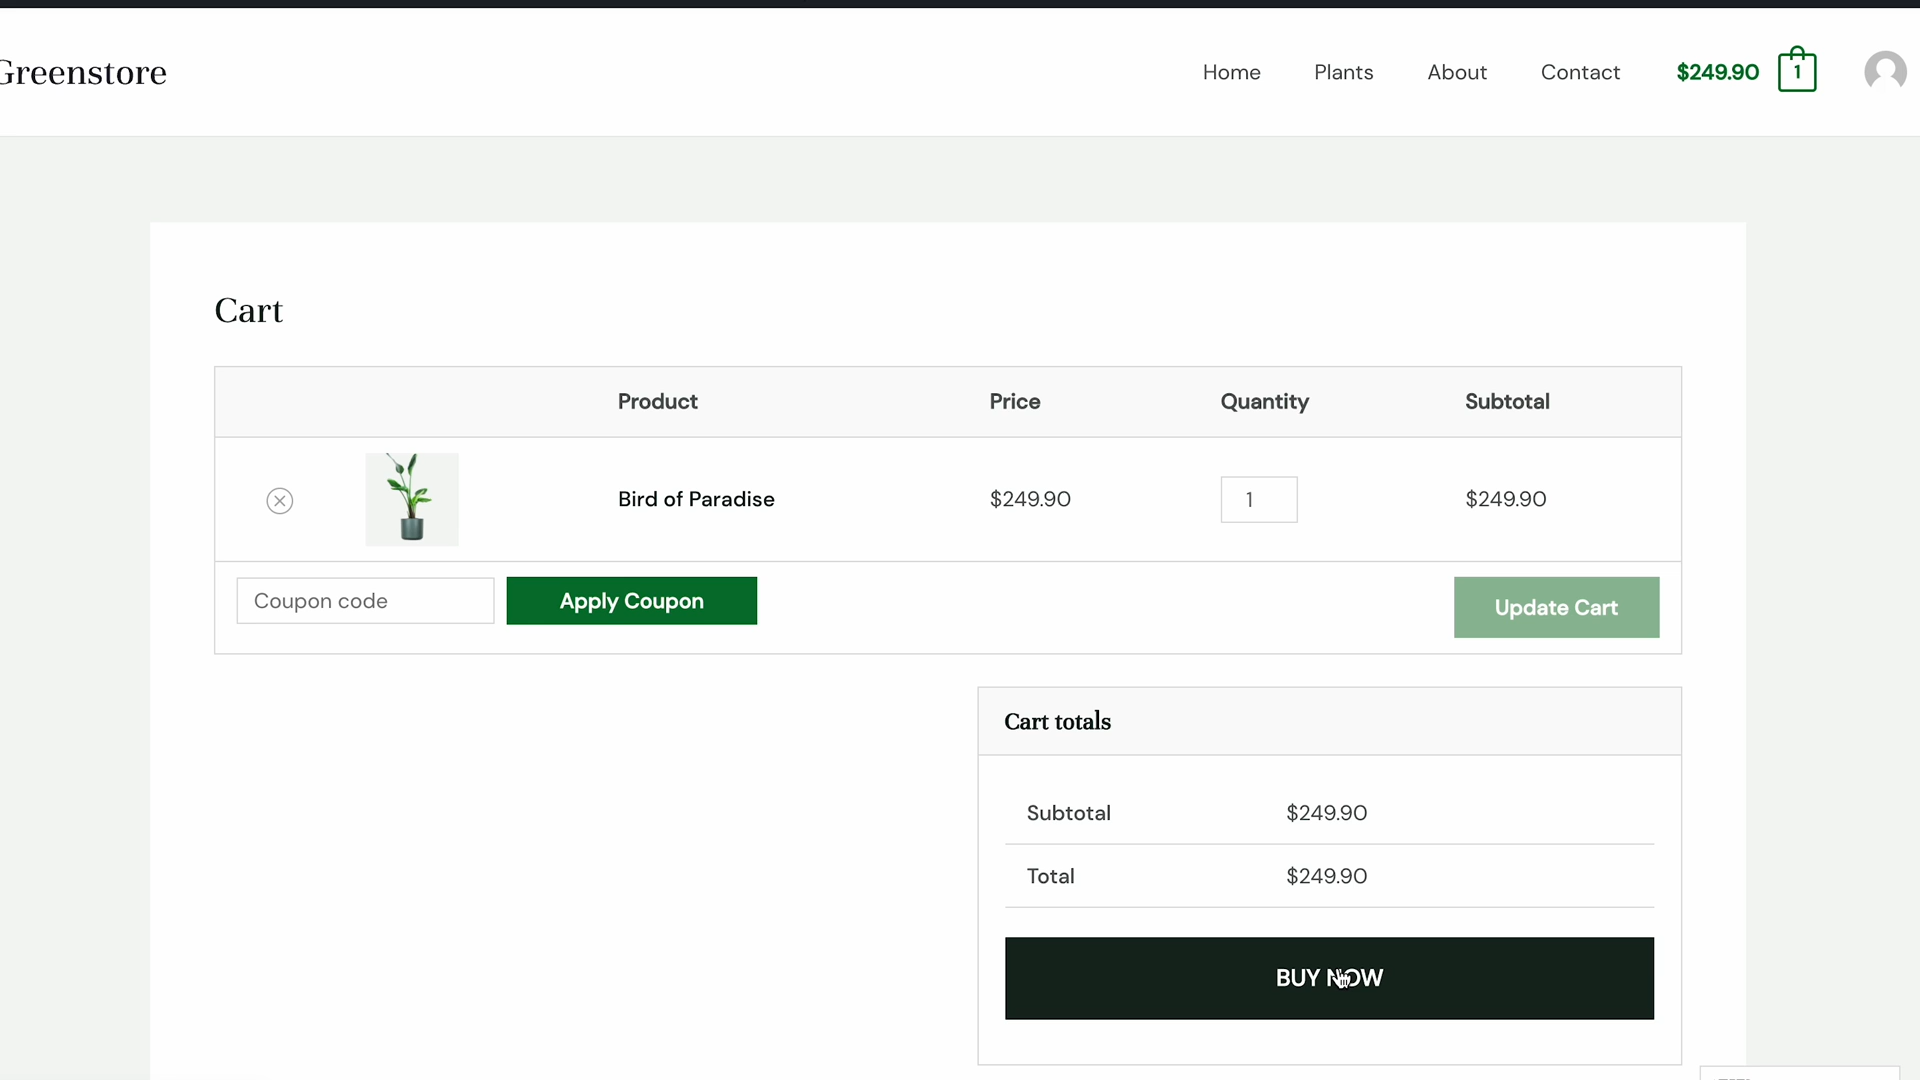 Greenstore
Home Plants About Contact $249.90 1
Cart
Product Price Quantity Subtotal
Bird of Paradise $249.90 1 $249.90
Coupon code Apply Coupon Update Cart
Cart totals
Subtotal $249.90
Total $249.90
BUY NOW